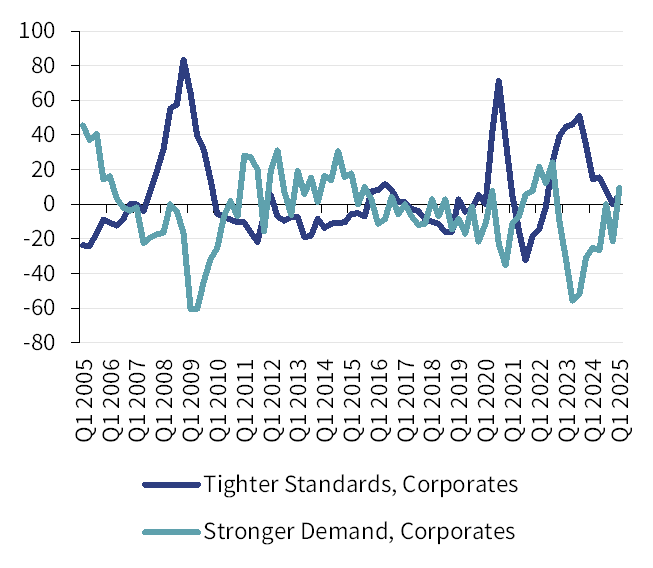 100
80
60
40
20
0
-20
-40
-60
-80
Q1 2005
Q1 2006
Q1 2007
Q1 2008
Q1 2009
Q1 2010
Q1 2011
Q1 2012
Q1 2013
Q1 2014
Q1 2015
Q1 2016
Q1 2017
Q1 2018
Q1 2019
Q1 2020
Q1 2021
Q1 2022
Q1 2023
Q1 2024
Q1 2025
Tighter Standards, Corporates
Stronger Demand, Corporates